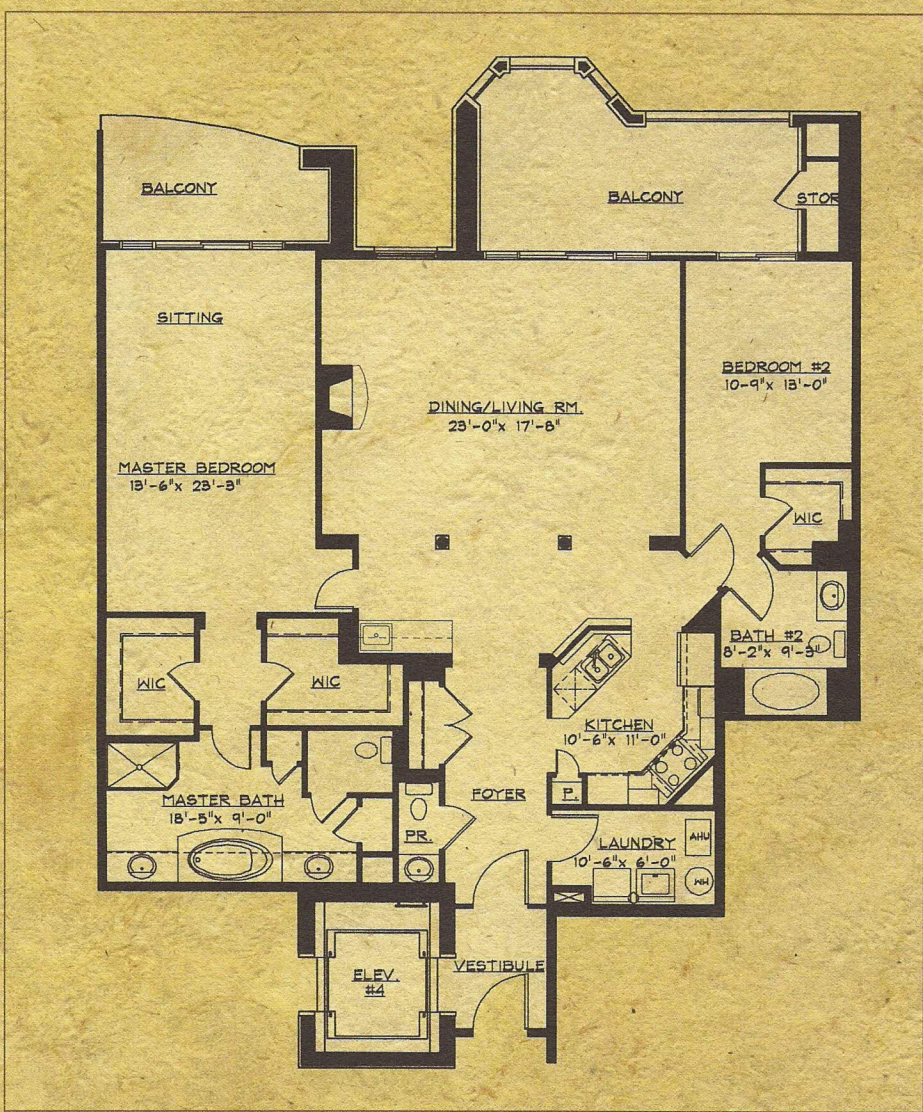 BALCONY
BALCONY
STOR
SITTING
BEDROOM #2
10'-9"x 13'-0"
DINING/LIVING RM.
23'-0"x 17'-8"
MASTER BEDROOM
13'-6"x 23'-3"
WIC
BATH #2
8'-2"x 9'-3"
WIC
WIC
KITCHEN
10'-6"x 11'-0"
P.
FOYER
MASTER BATH
18'-5"x 9'-0"
PR.
LAUNDRY
10'-6"x 6'-0"
AHU
WH
VESTIBULE
ELEV.
#4